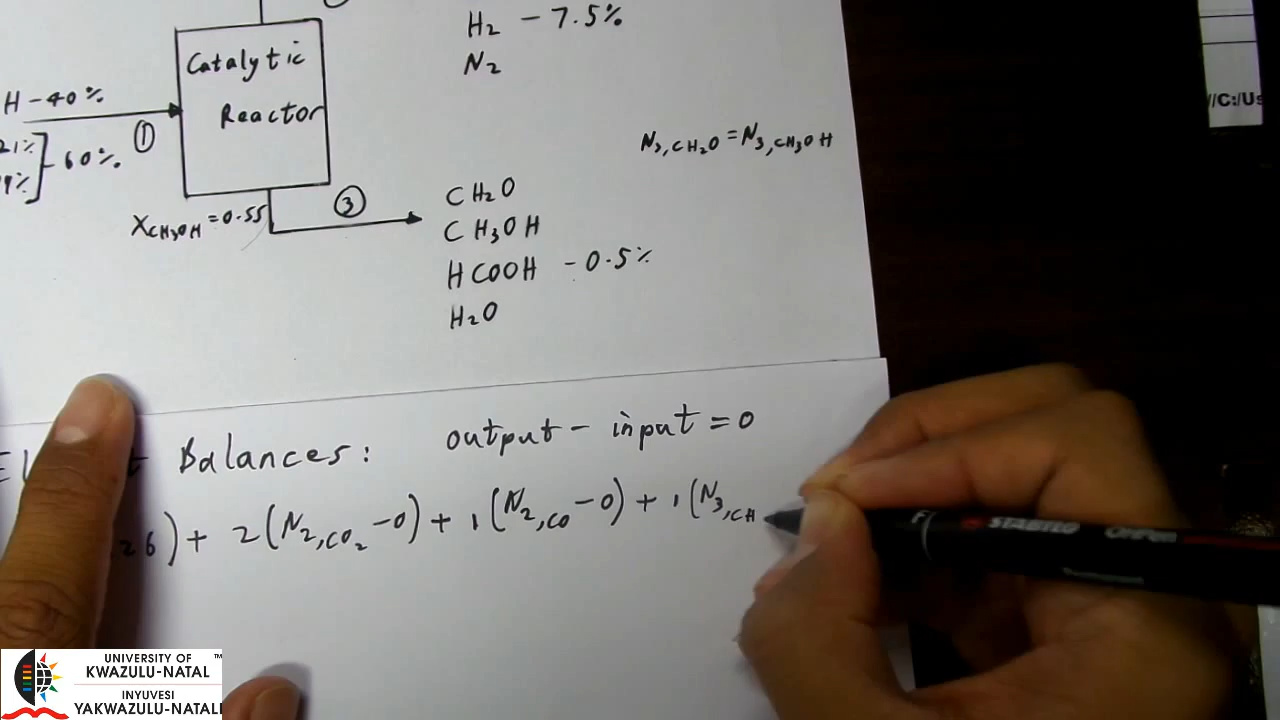 H₂ - 7.5%
N₂
Catalytic
Reactor
H - 40%
21%
- 60%
①
N₃,CH₂O = N₃,CH₃OH
X_CH₃OH = 0.55
③
CH₂O
CH₃OH
HCOOH - 0.5%
H₂O
Balances: output - input = 0
26) + 2(N₂,CO₂ - 0) + 1(N₂,CO - 0) + 1(N₃,CH
//C:/Us
STABILO
UNIVERSITY OF
KWAZULU-NATAL™
INYUVESI
YAKWAZULU-NATALI